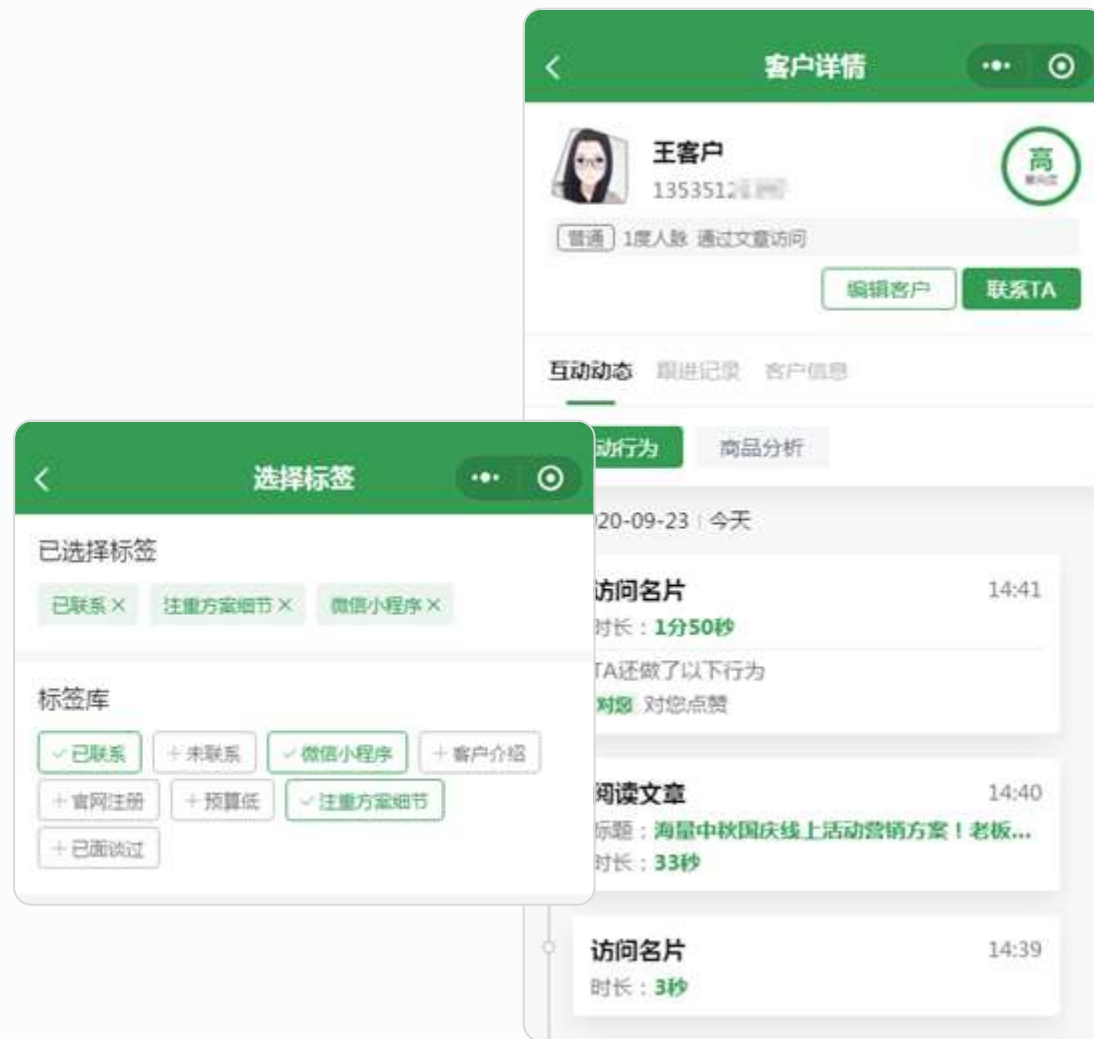 客户详情
王客户
1353512
高
普通 1度人脉 通过文章访问
编辑客户 联系TA
互动动态 跟进记录 客户信息
动行为 商品分析
20-09-23 | 今天
访问名片 14:41
时长：1分50秒
TA还做了以下行为
对您 对您点赞
阅读文章 14:40
标题：海量中秋国庆线上活动营销方案！老板...
时长：33秒
访问名片 14:39
时长：3秒
选择标签
已选择标签
已联系× 注重方案细节× 微信小程序×
标签库
✓已联系 +未联系 ✓微信小程序 +客户介绍
+官网注册 +预算低 ✓注重方案细节
+已面谈过